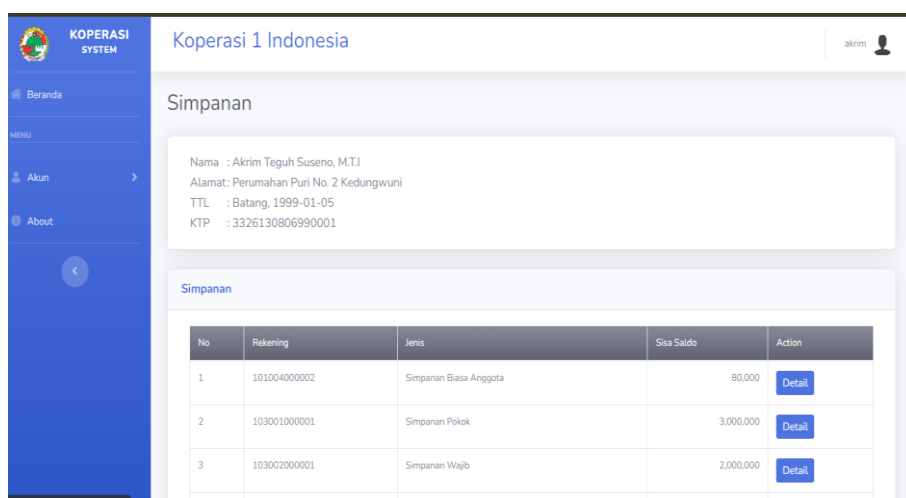 KOPERASI
SYSTEM
Koperasi 1 Indonesia
akrim
Beranda
MENU
Akun
About
Simpanan
Nama : Akrim Teguh Suseno, M.T.I
Alamat: Perumahan Puri No. 2 Kedungwuni
TTL : Batang, 1999-01-05
KTP : 3326130806990001
Simpanan
No Rekening Jenis Sisa Saldo Action
1 101004000002 Simpanan Biasa Anggota 80,000 Detail
2 103001000001 Simpanan Pokok 3,000,000 Detail
3 103002000001 Simpanan Wajib 2,000,000 Detail